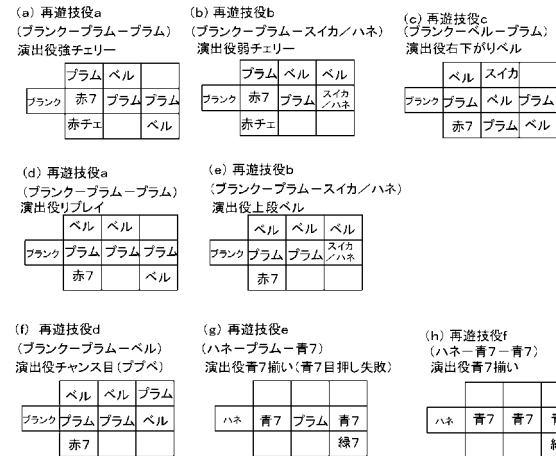 (a) 再遊技役a
(ブランクープラムープラム)
演出役強チェリー
プラム ベル
ブランク 赤7 プラム プラム
赤チェ ベル
(b) 再遊技役b
(ブランクープラムースイカ/ハネ)
演出役弱チェリー
プラム ベル ベル
ブランク 赤7 プラム スイカ/ハネ
赤チェ
(c) 再遊技役c
(ブランクーベループラム)
演出役右下がりベル
ベル スイカ
ブランク プラム ベル プラム
赤7 プラム ベル
(d) 再遊技役a
(ブランクープラムープラム)
演出役リプレイ
ベル ベル
ブランク プラム プラム プラム
赤7 ベル
(e) 再遊技役b
(ブランクープラムースイカ/ハネ)
演出役上段ベル
ベル ベル ベル
ブランク プラム プラム スイカ/ハネ
赤7
(f) 再遊技役d
(ブランクープラムーベル)
演出役チャンス目(ププベ)
ベル ベル プラム
ブランク プラム プラム ベル
赤7
(g) 再遊技役e
(ハネープラムー青7)
演出役青7揃い(青7目押し失敗)
ハネ 青7 プラム 青7
緑7
(h) 再遊技役f
(ハネー青7ー青7)
演出役青7揃い
ハネ 青7 青7